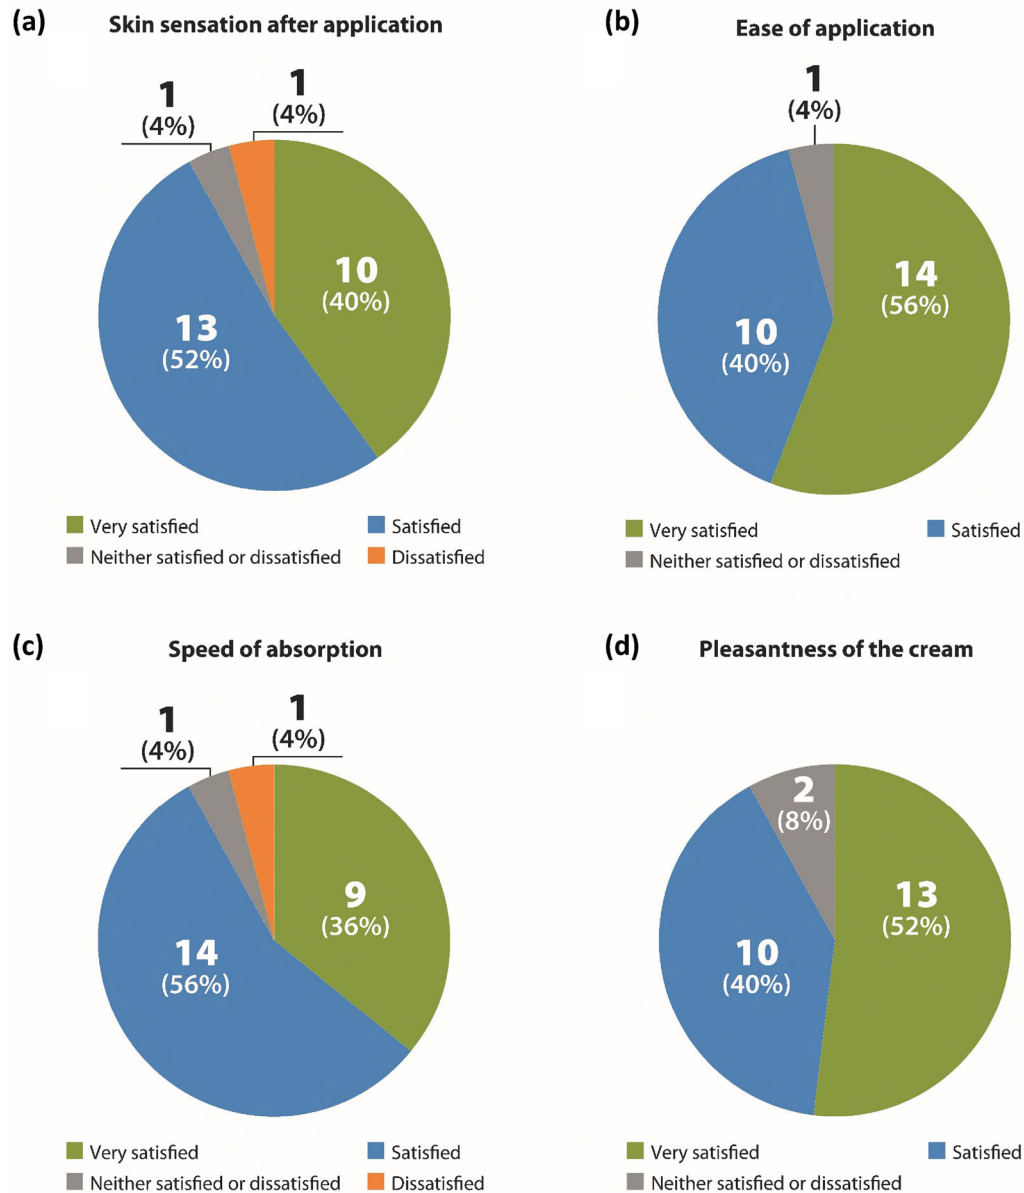 (a)
Skin sensation after application
1
(4%)
1
(4%)
10
(40%)
13
(52%)
Very satisfied
Satisfied
Neither satisfied or dissatisfied
Dissatisfied
(b)
Ease of application
1
(4%)
14
(56%)
10
(40%)
Very satisfied
Satisfied
Neither satisfied or dissatisfied
(c)
Speed of absorption
1
(4%)
1
(4%)
9
(36%)
14
(56%)
Very satisfied
Satisfied
Neither satisfied or dissatisfied
Dissatisfied
(d)
Pleasantness of the cream
2
(8%)
13
(52%)
10
(40%)
Very satisfied
Satisfied
Neither satisfied or dissatisfied